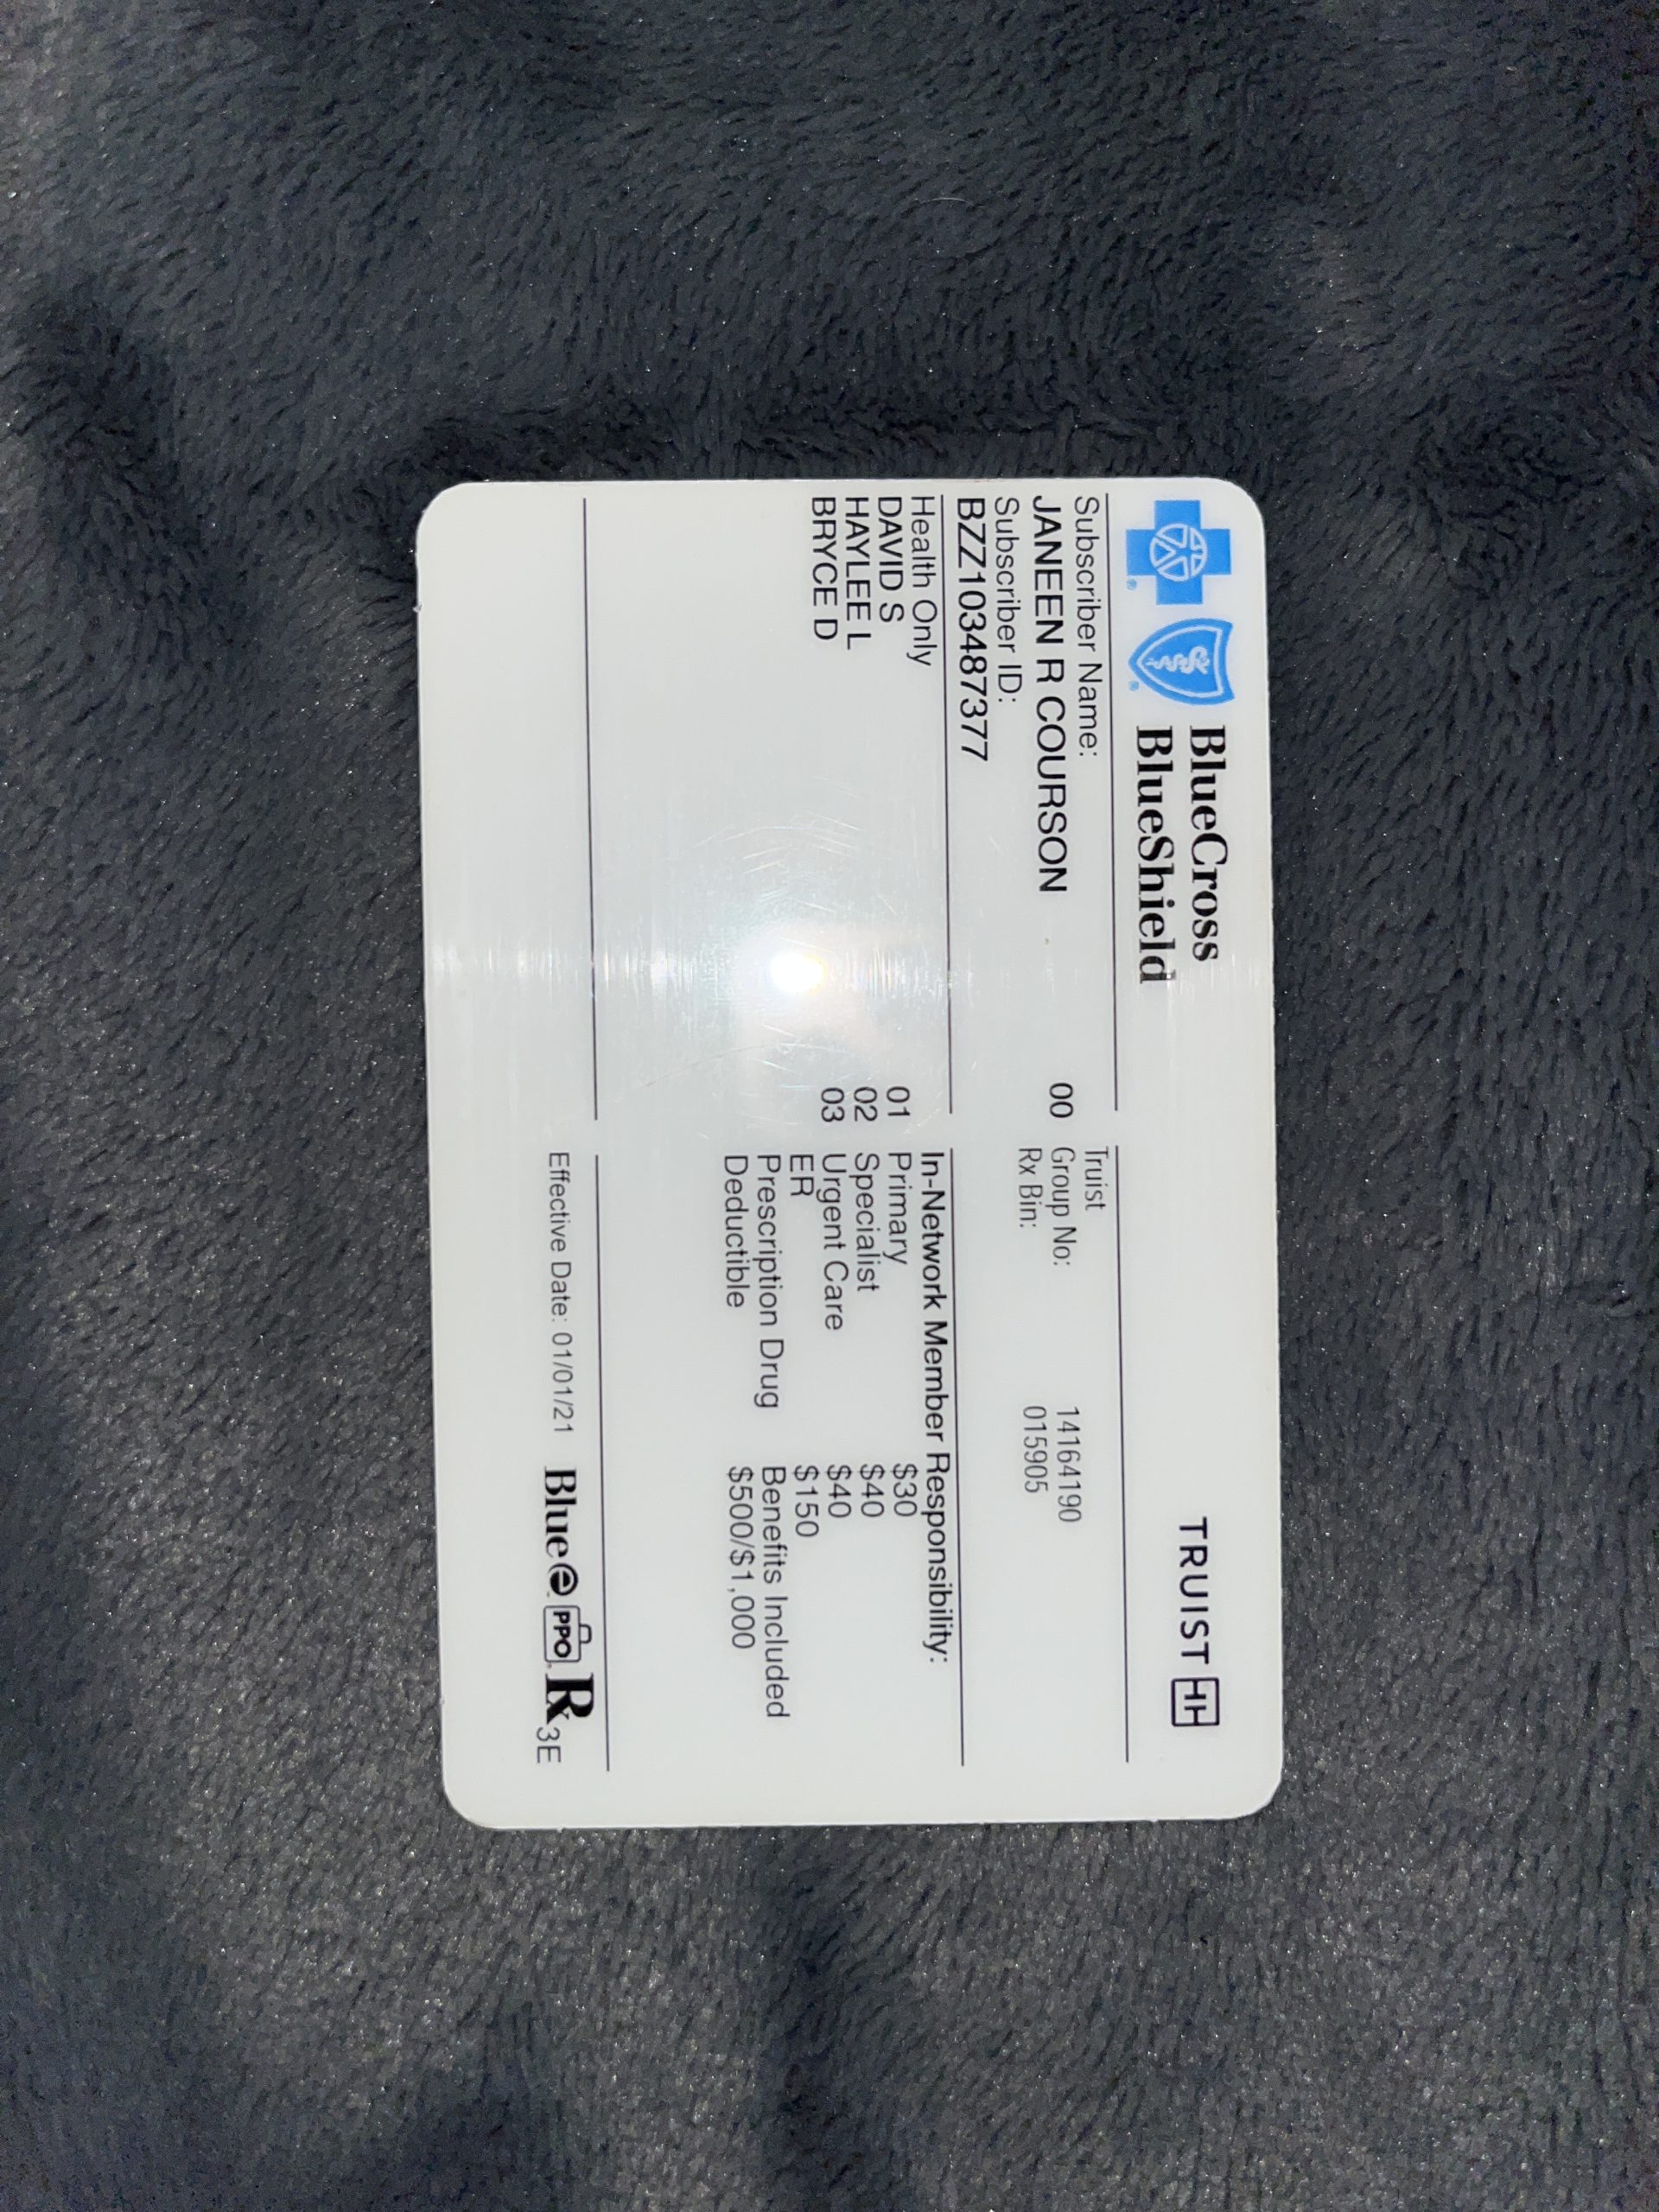 BlueCross
BlueShield
TRUIST
Subscriber Name:
JANEEN R COURSON 00
Subscriber ID:
BZZ103487377
Truist
Group No: 14164190
Rx Bin: 015905
Health Only
DAVID S 01
HAYLEE L 02
BRYCE D 03
In-Network Member Responsibility:
Primary $30
Specialist $40
Urgent Care $40
ER $150
Prescription Drug Benefits Included
Deductible $500/$1,000
Effective Date: 01/01/21
Blue e PPO Rx 3E